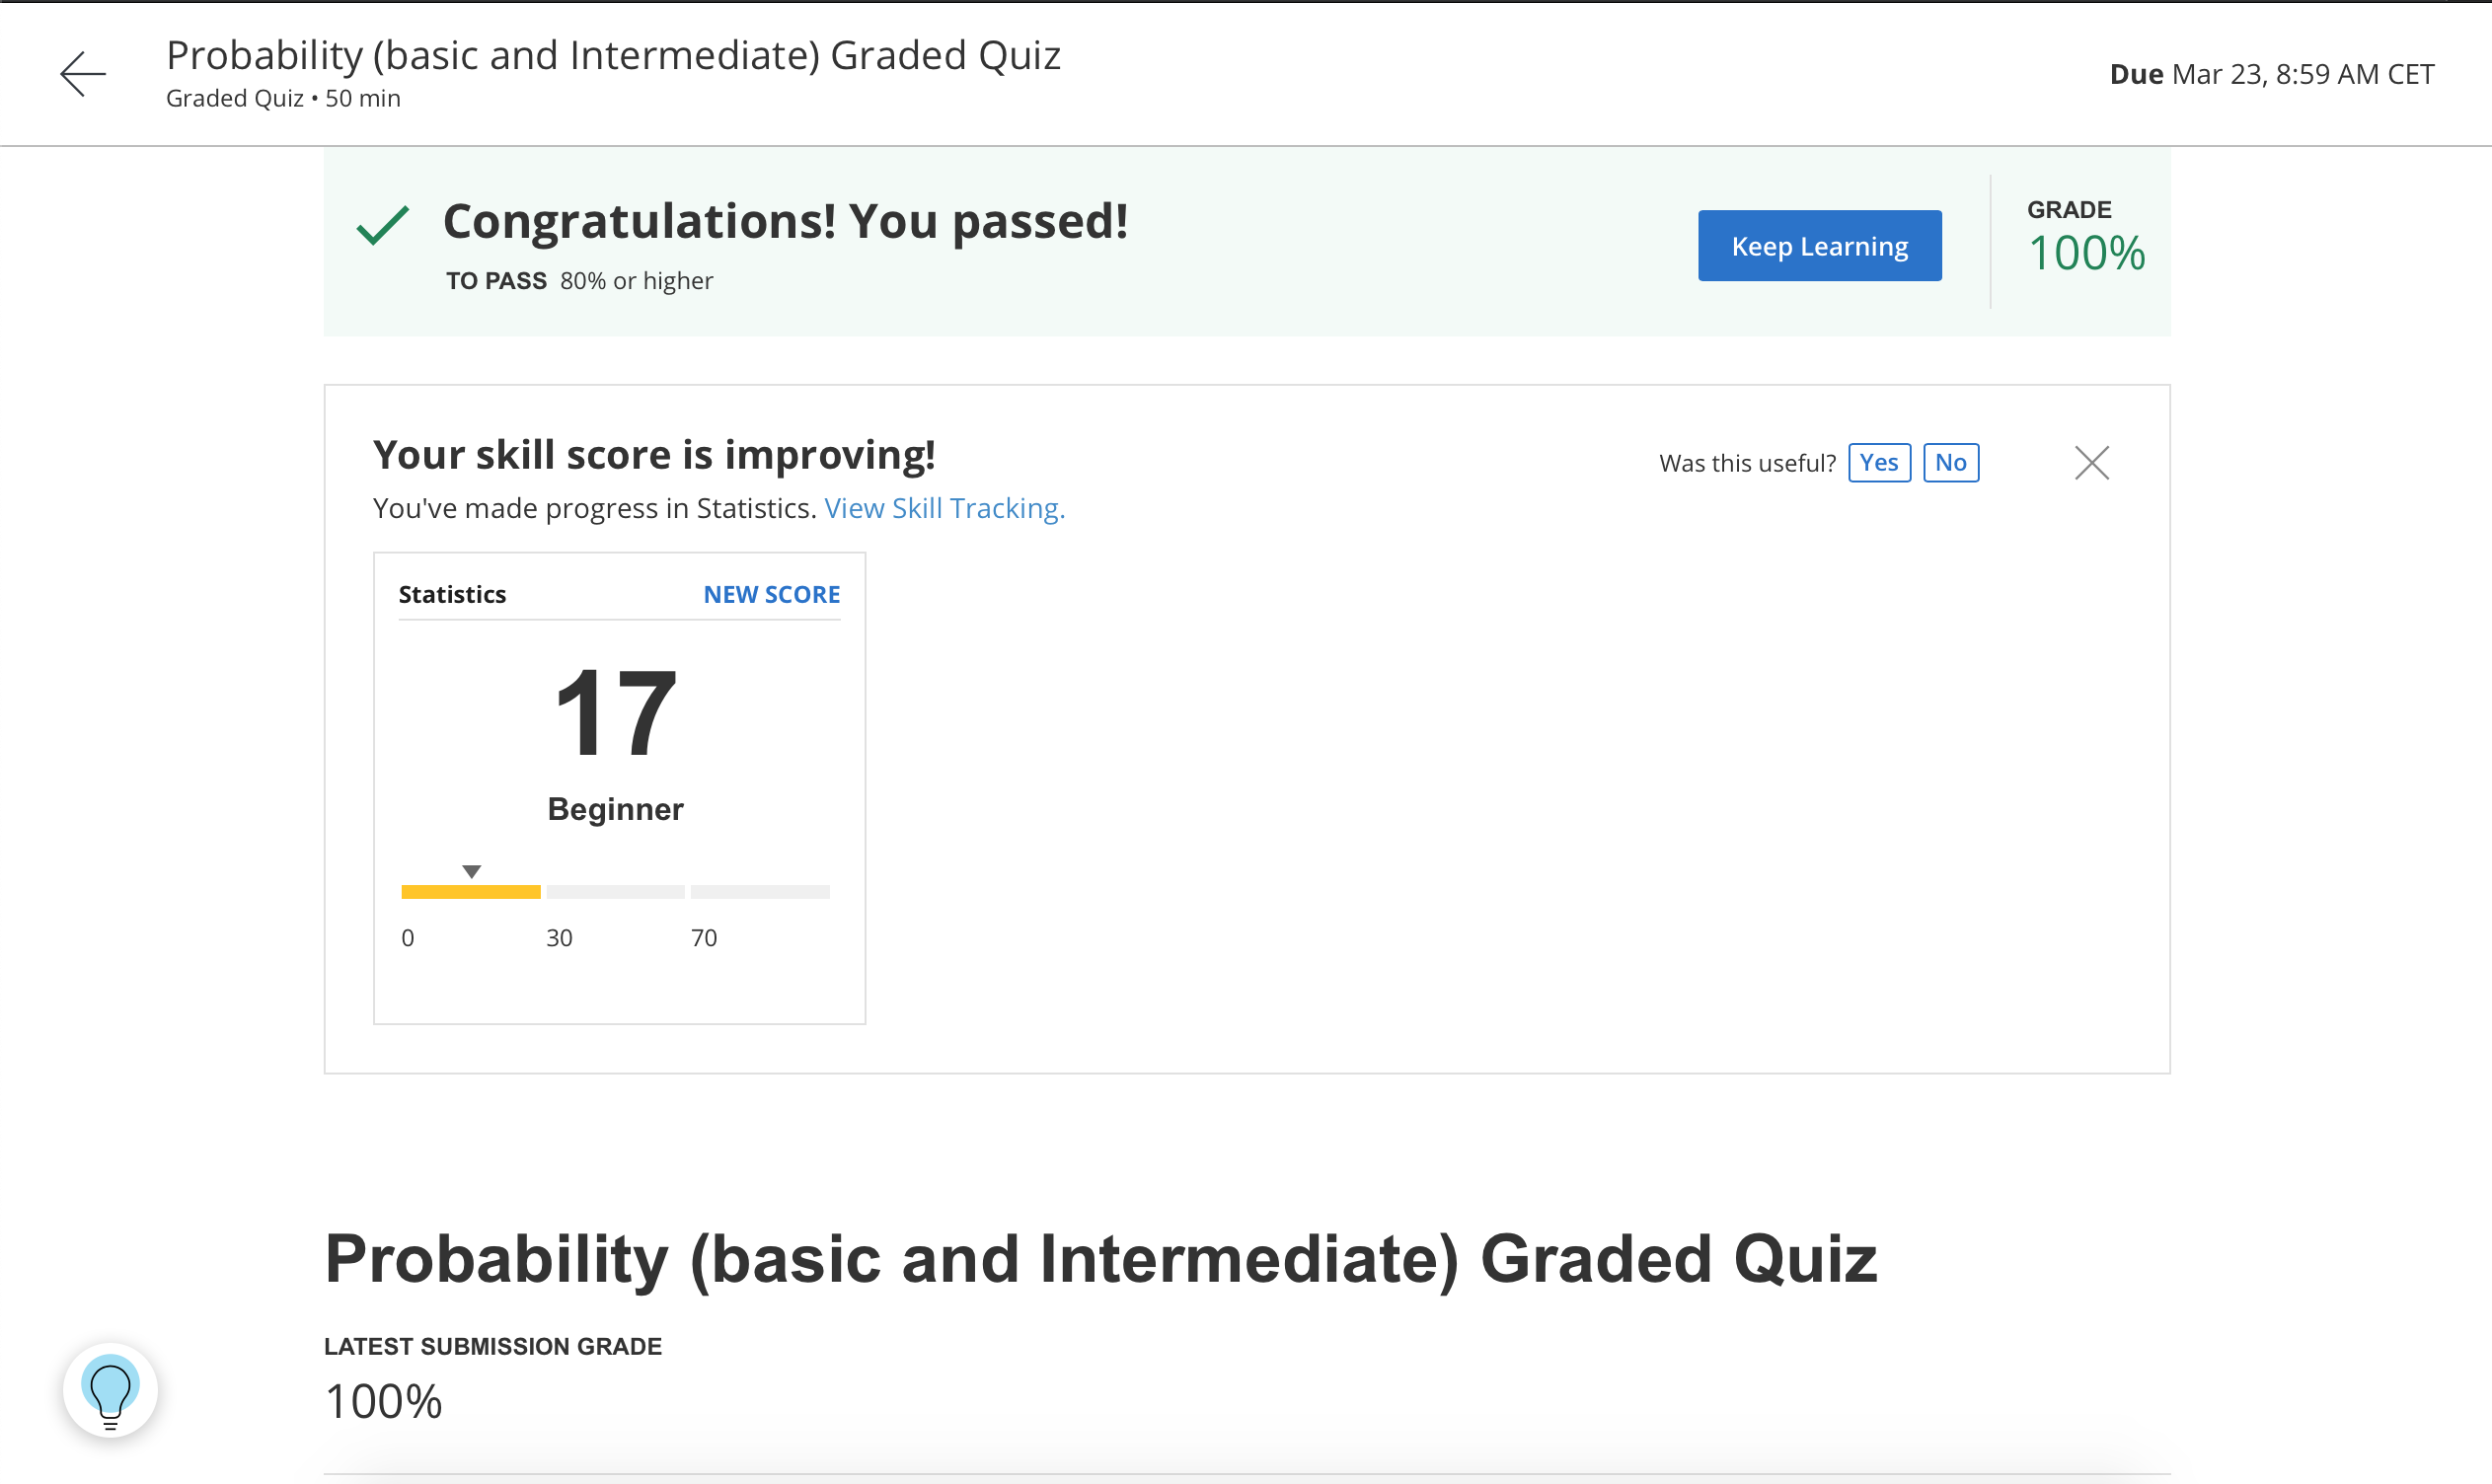 Probability (basic and Intermediate) Graded Quiz
Graded Quiz • 50 min
Due Mar 23, 8:59 AM CET
Congratulations! You passed!
TO PASS 80% or higher
Keep Learning
GRADE
100%
Your skill score is improving!
You've made progress in Statistics. View Skill Tracking.
Was this useful? Yes No
Statistics NEW SCORE
17
Beginner
0 30 70
Probability (basic and Intermediate) Graded Quiz
LATEST SUBMISSION GRADE
100%